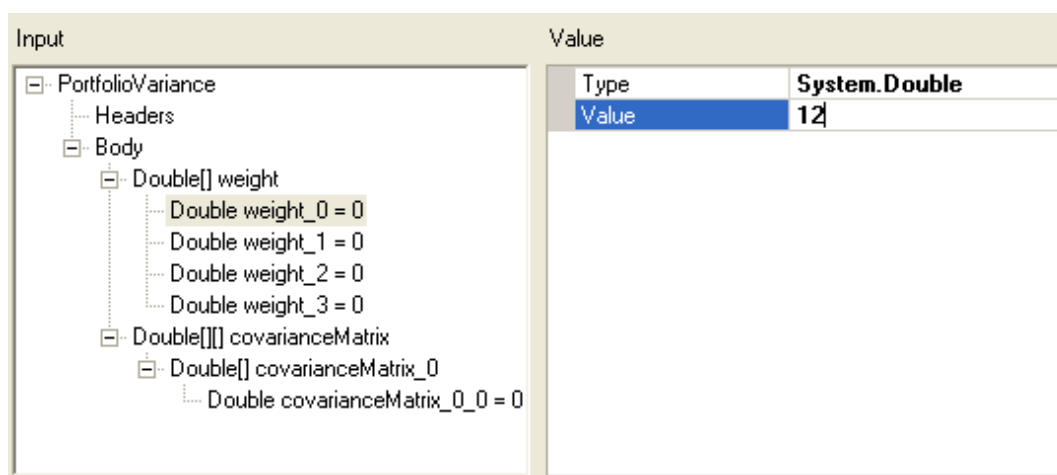 Input
PortfolioVariance
Headers
Body
Double[] weight
Double weight_0 = 0
Double weight_1 = 0
Double weight_2 = 0
Double weight_3 = 0
Double[][] covarianceMatrix
Double[] covarianceMatrix_0
Double covarianceMatrix_0_0 = 0
Value
Type System.Double
Value 12